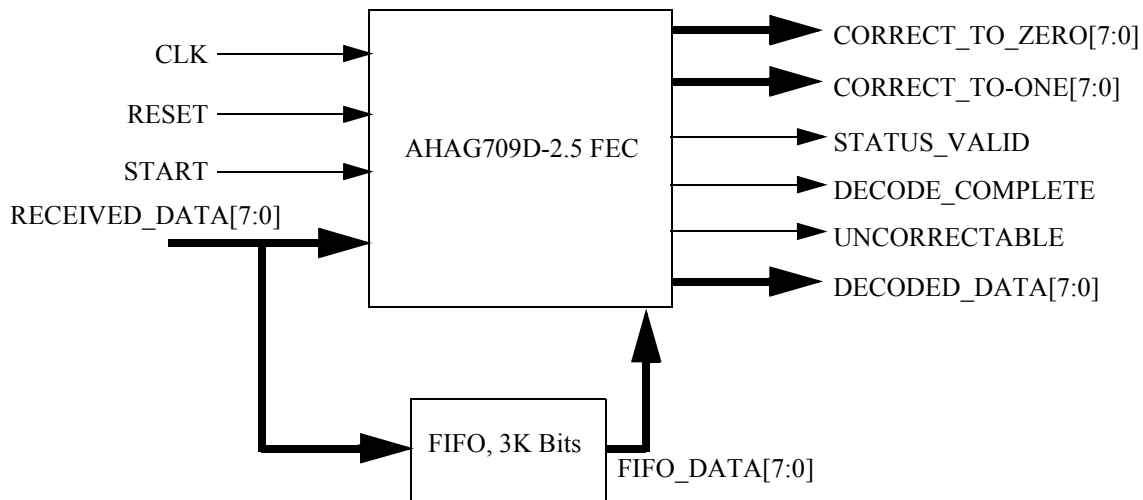 CLK
RESET
START
RECEIVED_DATA[7:0]
AHAG709D-2.5 FEC
CORRECT_TO_ZERO[7:0]
CORRECT_TO-ONE[7:0]
STATUS_VALID
DECODE_COMPLETE
UNCORRECTABLE
DECODED_DATA[7:0]
FIFO, 3K Bits
FIFO_DATA[7:0]